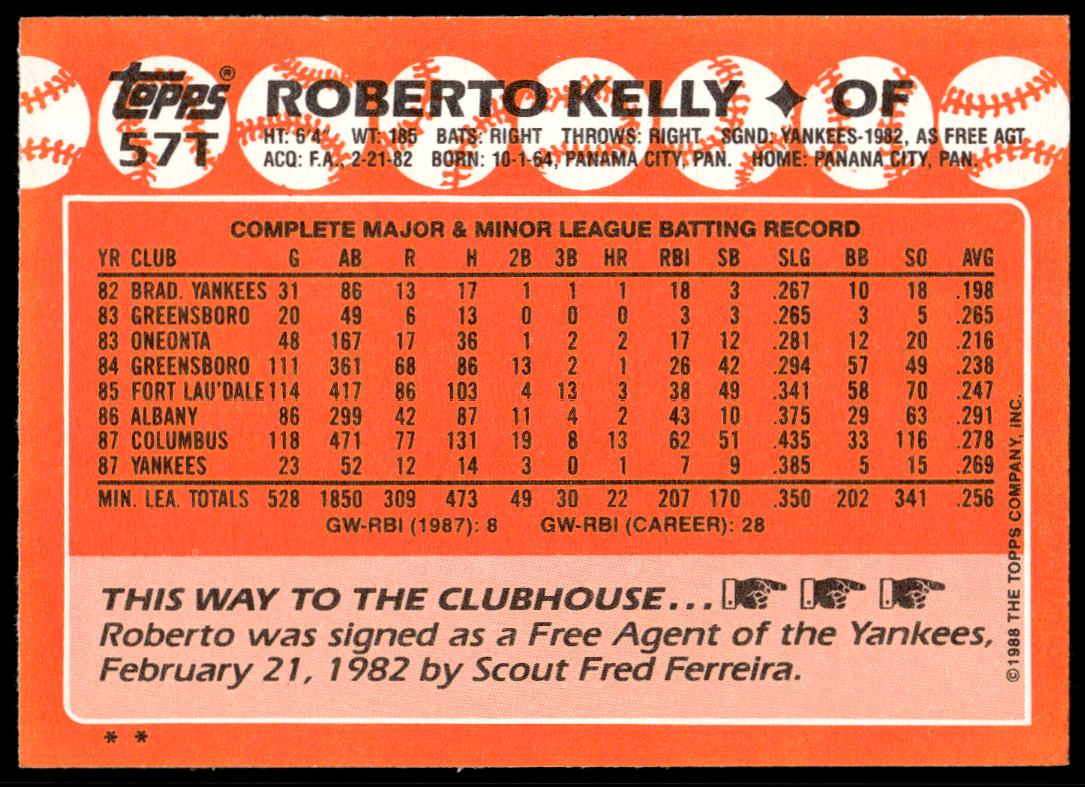 topps®
57T
ROBERTO KELLY ✦ OF
HT: 6'4" WT: 185 BATS: RIGHT THROWS: RIGHT SGND: YANKEES-1982, AS FREE AGT.
ACQ: F.A., 2-21-82 BORN: 10-1-64, PANAMA CITY, PAN. HOME: PANANA CITY, PAN.
COMPLETE MAJOR & MINOR LEAGUE BATTING RECORD
YR CLUB G AB R H 2B 3B HR RBI SB SLG BB SO AVG
82 BRAD. YANKEES 31 86 13 17 1 1 1 18 3 .267 10 18 .198
83 GREENSBORO 20 49 6 13 0 0 0 3 3 .265 3 5 .265
83 ONEONTA 48 167 17 36 1 2 2 17 12 .281 12 20 .216
84 GREENSBORO 111 361 68 86 13 2 1 26 42 .294 57 49 .238
85 FORT LAU'DALE 114 417 86 103 4 13 3 38 49 .341 58 70 .247
86 ALBANY 86 299 42 87 11 4 2 43 10 .375 29 63 .291
87 COLUMBUS 118 471 77 131 19 8 13 62 51 .435 33 116 .278
87 YANKEES 23 52 12 14 3 0 1 7 9 .385 5 15 .269
MIN. LEA. TOTALS 528 1850 309 473 49 30 22 207 170 .350 202 341 .256
GW-RBI (1987): 8 GW-RBI (CAREER): 28
THIS WAY TO THE CLUBHOUSE...
Roberto was signed as a Free Agent of the Yankees,
February 21, 1982 by Scout Fred Ferreira.
©1988 THE TOPPS COMPANY, INC.
* *